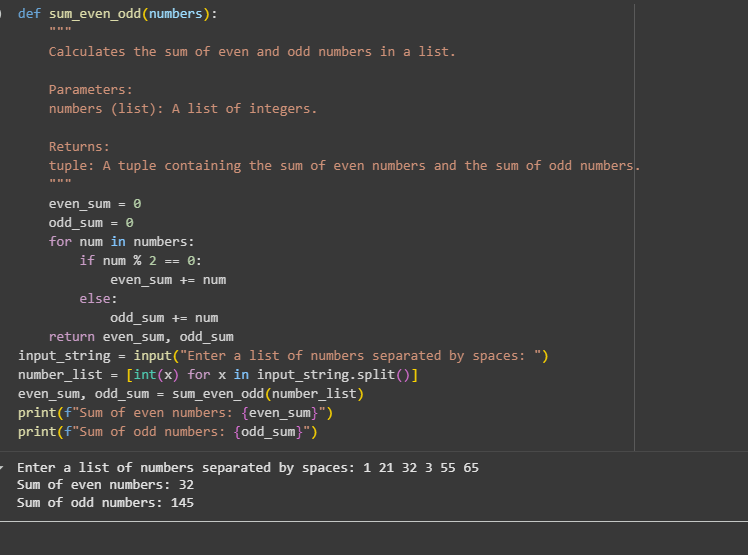 def sum_even_odd(numbers):
    """
    Calculates the sum of even and odd numbers in a list.

    Parameters:
    numbers (list): A list of integers.

    Returns:
    tuple: A tuple containing the sum of even numbers and the sum of odd numbers.
    """
    even_sum = 0
    odd_sum = 0
    for num in numbers:
        if num % 2 == 0:
            even_sum += num
        else:
            odd_sum += num
    return even_sum, odd_sum
input_string = input("Enter a list of numbers separated by spaces: ")
number_list = [int(x) for x in input_string.split()]
even_sum, odd_sum = sum_even_odd(number_list)
print(f"Sum of even numbers: {even_sum}")
print(f"Sum of odd numbers: {odd_sum}")
Enter a list of numbers separated by spaces: 1 21 32 3 55 65
Sum of even numbers: 32
Sum of odd numbers: 145